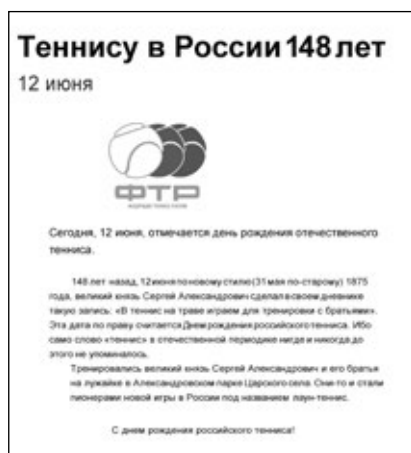 Теннису в России 148 лет
12 июня
ФТР
Сегодня, 12 июня, отмечается день рождения отечественного
тенниса.
148 лет назад, 12 июня по новому стилю (31 мая по-старому) 1875
года, великий князь Сергей Александрович сделал в своем дневнике
такую запись: «В теннис на траве играем для тренировки с братьями».
Эта дата по праву считается Днем рождения российского тенниса. Ибо
само слово «теннис» в отечественной периодике нигде и никогда до
этого не упоминалось.
Тренировались великий князь Сергей Александрович и его братья
на лужайке в Александровском парке Царского села. Они-то и стали
пионерами новой игры в России под названием лаун-теннис.
С днем рождения российского тенниса!